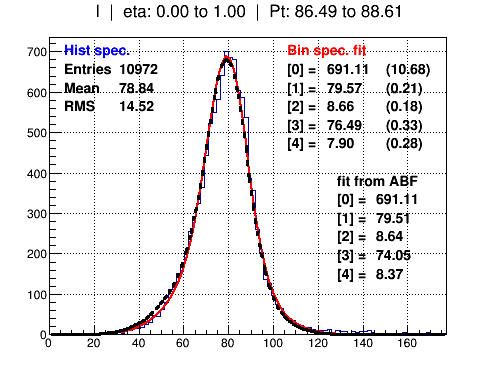 I | eta: 0.00 to 1.00 | Pt: 86.49 to 88.61
Hist spec.
Entries 10972
Mean 78.84
RMS 14.52
Bin spec. fit
[0] = 691.11 (10.68)
[1] = 79.57 (0.21)
[2] = 8.66 (0.18)
[3] = 76.49 (0.33)
[4] = 7.90 (0.28)
fit from ABF
[0] = 691.11
[1] = 79.51
[2] = 8.64
[3] = 74.05
[4] = 8.37
700
600
500
400
300
200
100
0
0 20 40 60 80 100 120 140 160